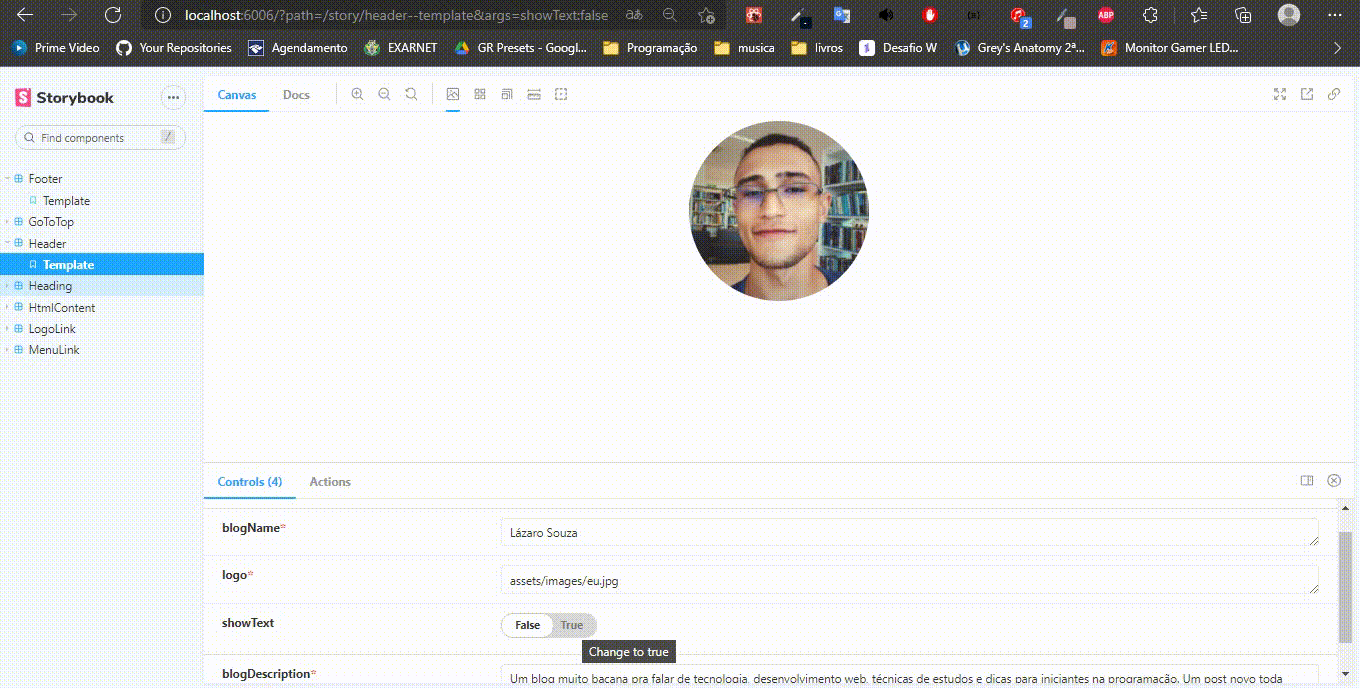 localhost:6006/?path=/story/header--template&args=showText:false
aあ
2
ABP
Prime Video Your Repositories Agendamento EXARNET GR Presets - Googl... Programação musica livros Desafio W Grey's Anatomy 2ª... Monitor Gamer LED...
Storybook
Canvas Docs
Find components /
Footer
Template
GoToTop
Header
Template
Heading
HtmlContent
LogoLink
MenuLink
Controls (4) Actions
blogName* Lázaro Souza
logo* assets/images/eu.jpg
showText False True
Change to true
blogDescription* Um blog muito bacana pra falar de tecnologia, desenvolvimento web, técnicas de estudos e dicas para iniciantes na programação. Um post novo toda